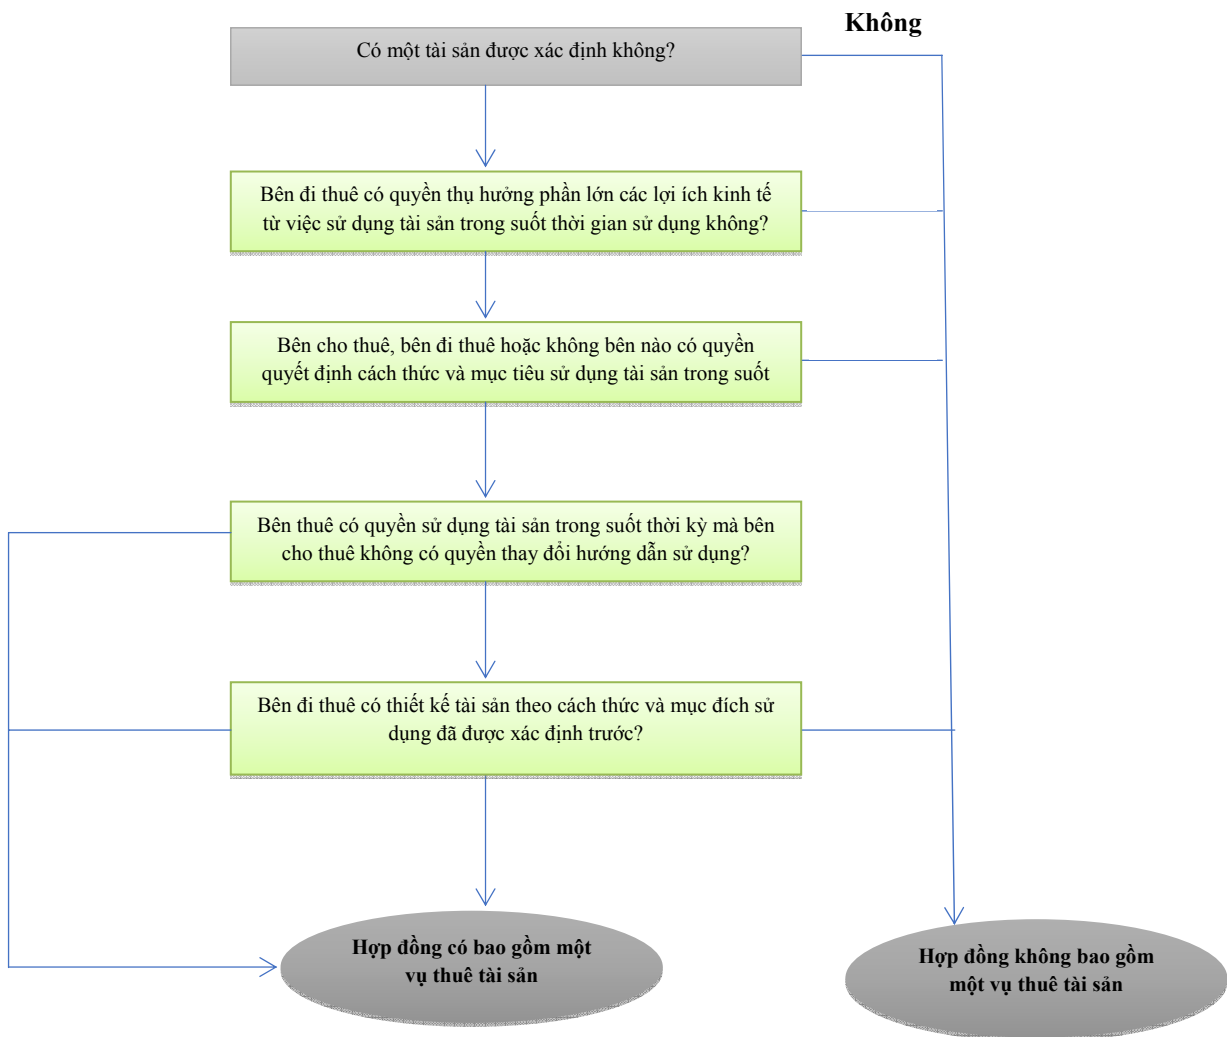 Không
Có một tài sản được xác định không?
Bên đi thuê có quyền thụ hưởng phần lớn các lợi ích kinh tế
từ việc sử dụng tài sản trong suốt thời gian sử dụng không?
Bên cho thuê, bên đi thuê hoặc không bên nào có quyền
quyết định cách thức và mục tiêu sử dụng tài sản trong suốt
Bên thuê có quyền sử dụng tài sản trong suốt thời kỳ mà bên
cho thuê không có quyền thay đổi hướng dẫn sử dụng?
Bên đi thuê có thiết kế tài sản theo cách thức và mục đích sử
dụng đã được xác định trước?
Hợp đồng có bao gồm một
vụ thuê tài sản
Hợp đồng không bao gồm
một vụ thuê tài sản